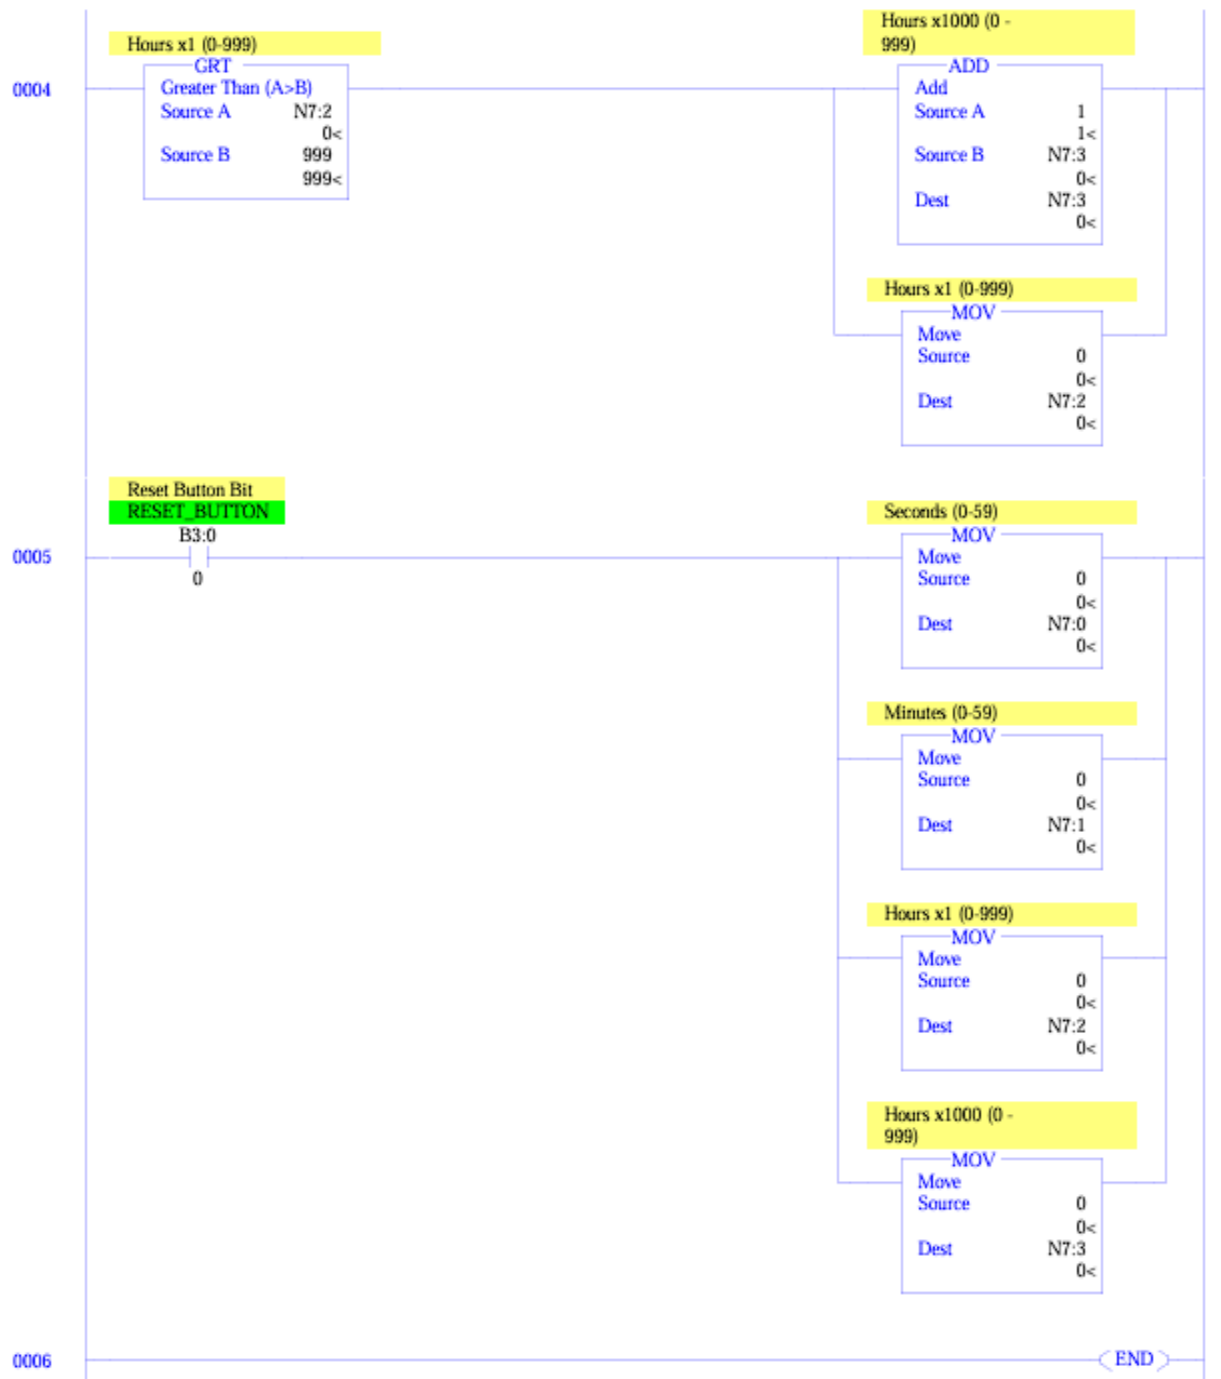 Hours x1 (0-999)
GRT
0004
Greater Than (A>B)
Source A N7:2
0<
Source B 999
999<
Hours x1000 (0 -
999)
ADD
Add
Source A 1
1<
Source B N7:3
0<
Dest N7:3
0<
Hours x1 (0-999)
MOV
Move
Source 0
0<
Dest N7:2
0<
Reset Button Bit
RESET_BUTTON
B3:0
0005
0
Seconds (0-59)
MOV
Move
Source 0
0<
Dest N7:0
0<
Minutes (0-59)
MOV
Move
Source 0
0<
Dest N7:1
0<
Hours x1 (0-999)
MOV
Move
Source 0
0<
Dest N7:2
0<
Hours x1000 (0 -
999)
MOV
Move
Source 0
0<
Dest N7:3
0<
0006
END